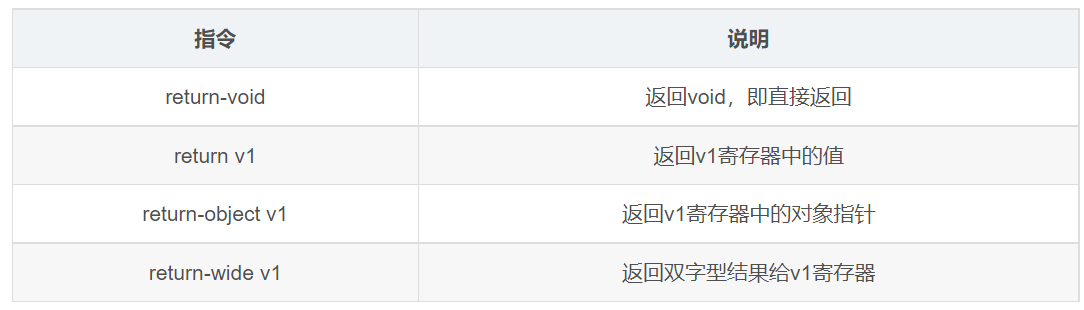 指令 说明
return-void 返回void，即直接返回
return v1 返回v1寄存器中的值
return-object v1 返回v1寄存器中的对象指针
return-wide v1 返回双字型结果给v1寄存器